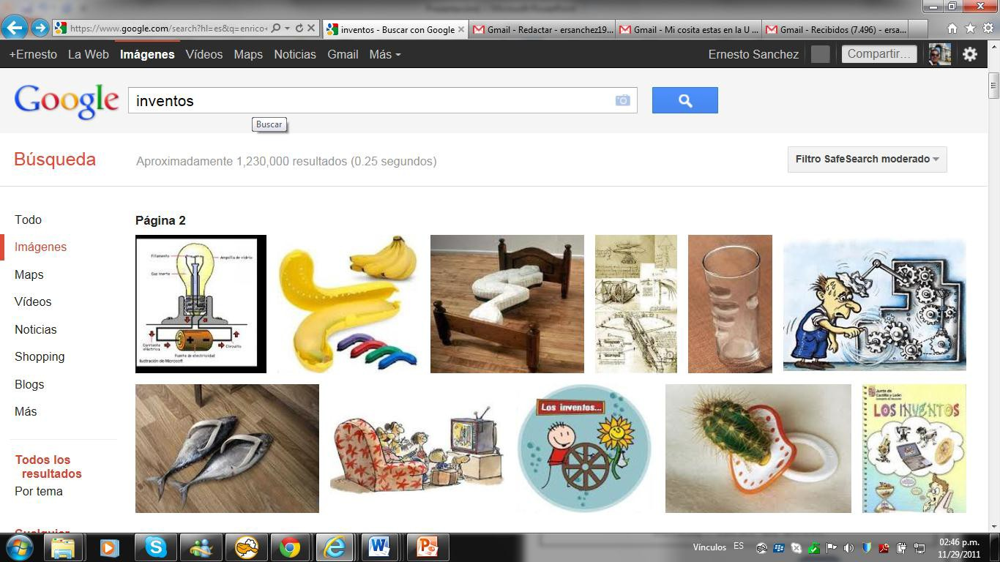 https://www.google.com/search?hl=es&q=enrico+
inventos - Buscar con Google
Gmail - Redactar - ersanchez19...
Gmail - Mi cosita estas en la U ...
Gmail - Recibidos (7.496) - ersa...
+Ernesto La Web Imágenes Vídeos Maps Noticias Gmail Más
Ernesto Sanchez Compartir...
Google inventos
Buscar
Búsqueda
Aproximadamente 1,230,000 resultados (0.25 segundos)
Filtro SafeSearch moderado
Todo
Imágenes
Maps
Vídeos
Noticias
Shopping
Blogs
Más
Todos los
resultados
Por tema
Página 2
Filamento
Ampolla de vidrio
Gas inerte
Corriente
eléctrica
Circuito
Fuente de electricidad
Ilustración de Microsoft
Los inventos...
Junta de
Castilla y León
LOS INVENTOS
Vínculos ES
02:46 p.m.
11/29/2011